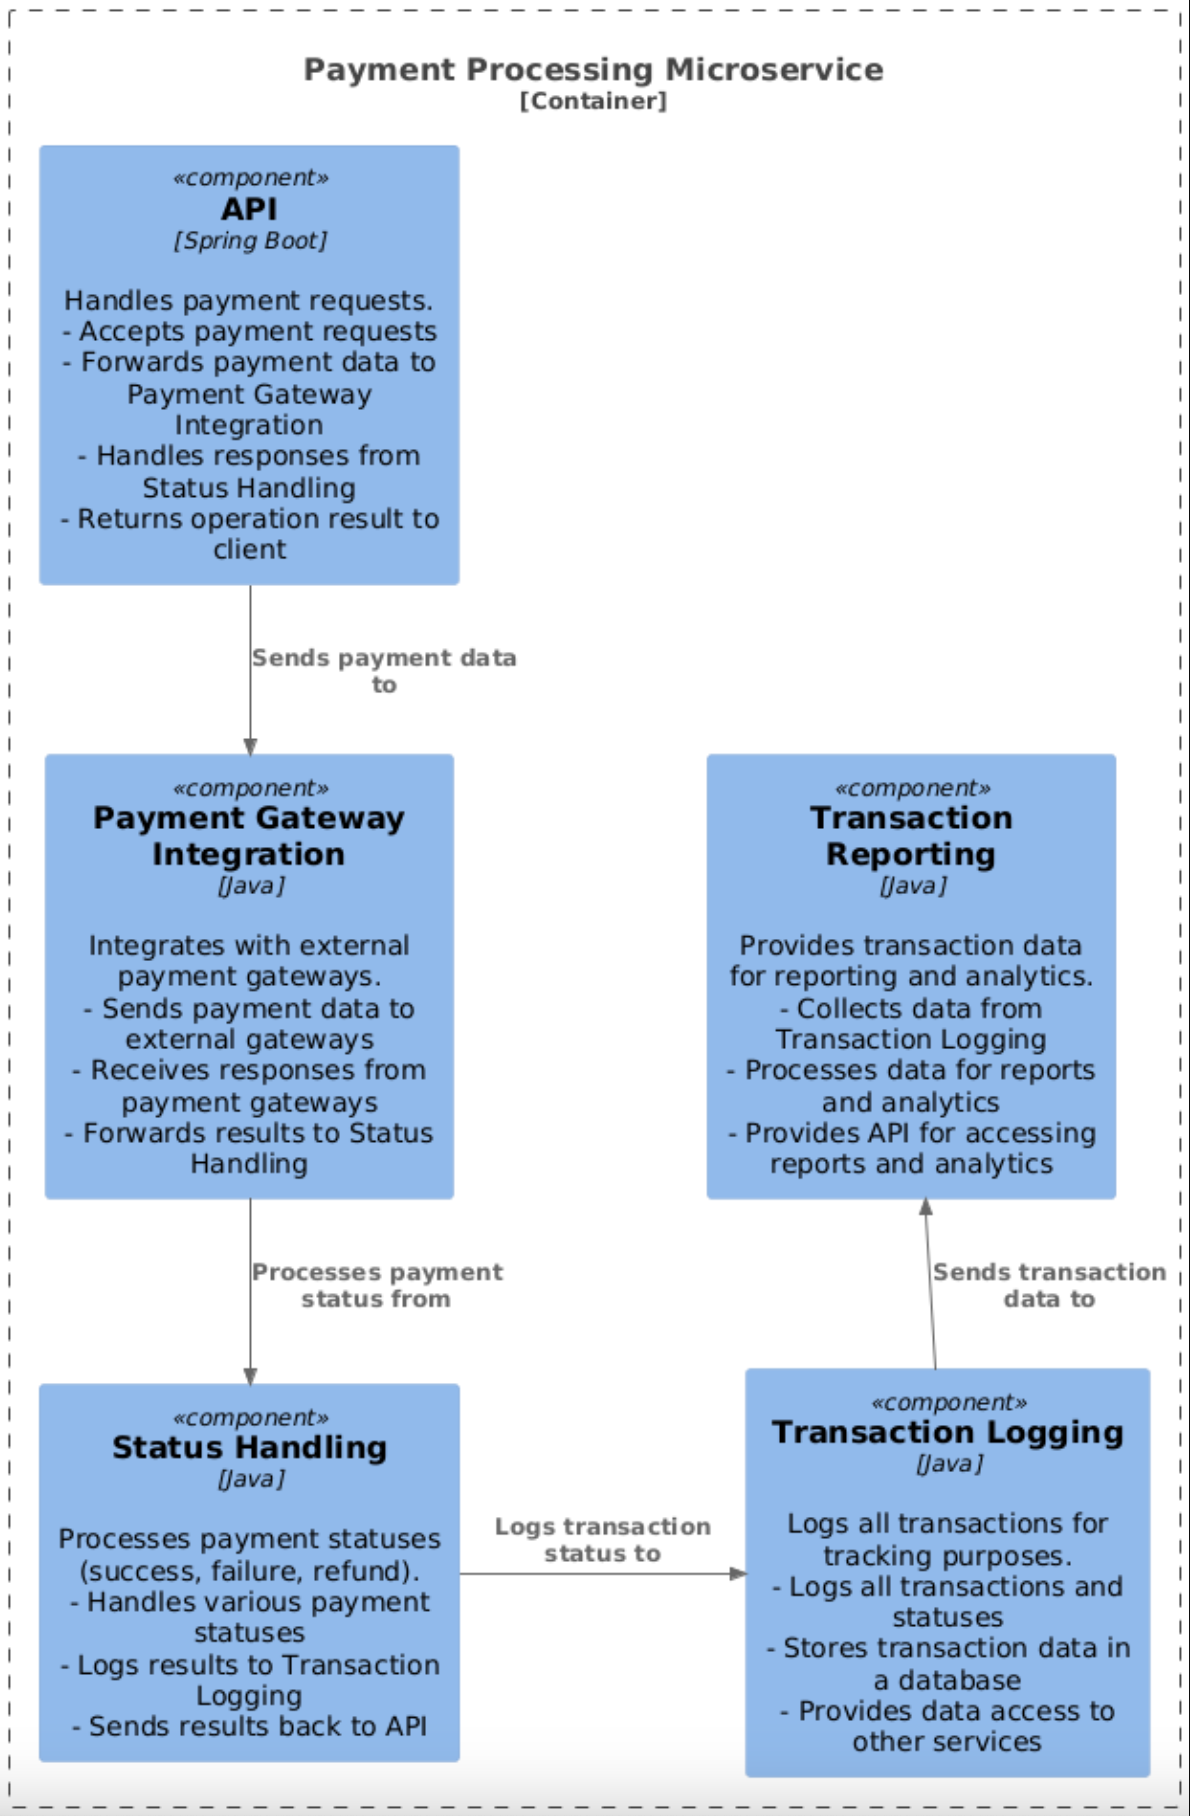 Payment Processing Microservice
[Container]
«component»
API
[Spring Boot]
Handles payment requests.
- Accepts payment requests
- Forwards payment data to
Payment Gateway
Integration
- Handles responses from
Status Handling
- Returns operation result to
client
Sends payment data
to
«component»
Payment Gateway
Integration
[Java]
Integrates with external
payment gateways.
- Sends payment data to
external gateways
- Receives responses from
payment gateways
- Forwards results to Status
Handling
«component»
Transaction
Reporting
[Java]
Provides transaction data
for reporting and analytics.
- Collects data from
Transaction Logging
- Processes data for reports
and analytics
- Provides API for accessing
reports and analytics
Processes payment
status from
Sends transaction
data to
«component»
Status Handling
[Java]
Processes payment statuses
(success, failure, refund).
- Handles various payment
statuses
- Logs results to Transaction
Logging
- Sends results back to API
Logs transaction
status to
«component»
Transaction Logging
[Java]
Logs all transactions for
tracking purposes.
- Logs all transactions and
statuses
- Stores transaction data in
a database
- Provides data access to
other services